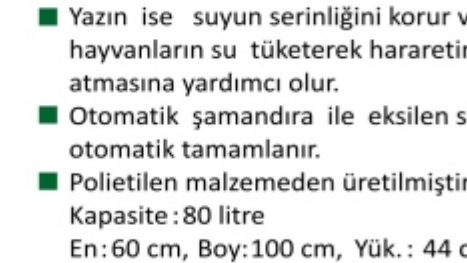 Yazın ise suyun serinliğini korur v
hayvanların su tüketerek hararetin
atmasına yardımcı olur.
Otomatik şamandıra ile eksilen s
otomatik tamamlanır.
Polietilen malzemeden üretilmiştir
Kapasite : 80 litre
En: 60 cm, Boy:100 cm, Yük. : 44 c